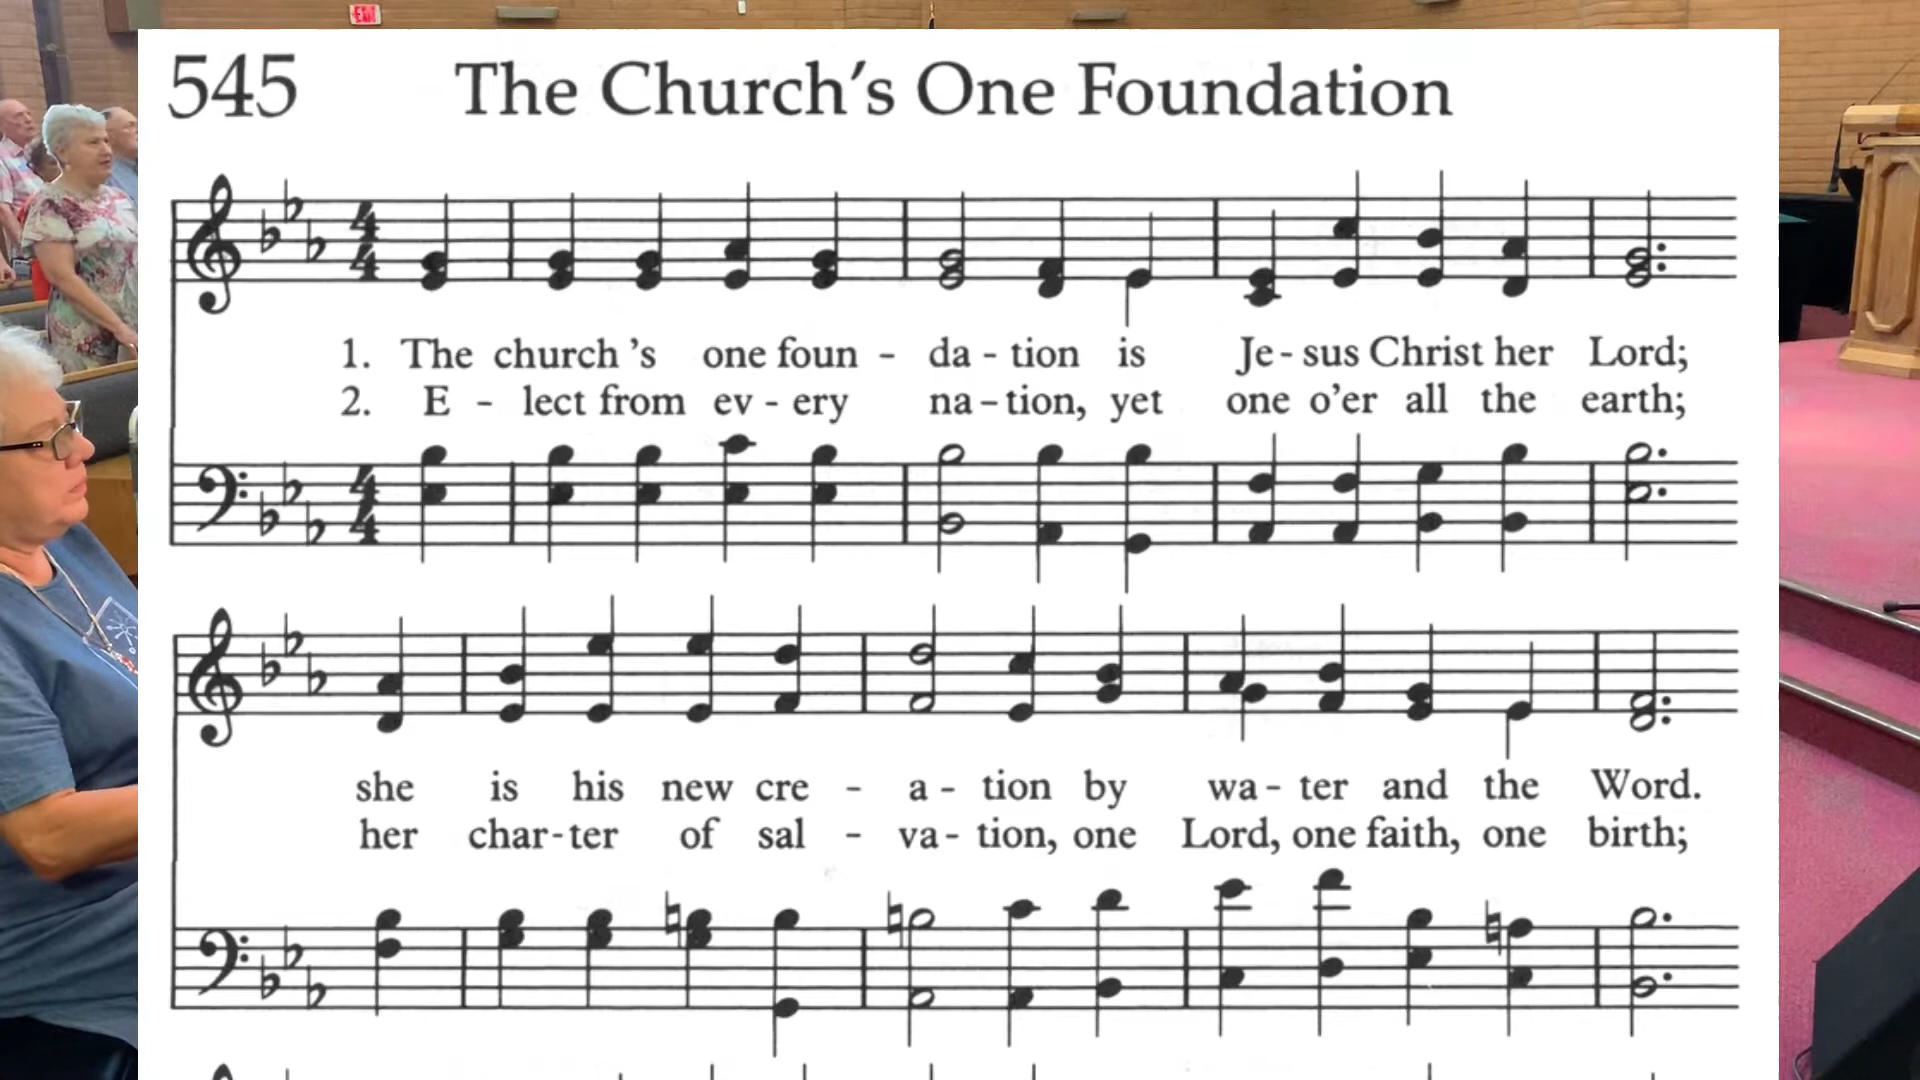 EXIT
545 The Church's One Foundation
1. The church 's one foun - da - tion is Je - sus Christ her Lord;
2. E - lect from ev - ery na - tion, yet one o'er all the earth;
she is his new cre - a - tion by wa - ter and the Word.
her char - ter of sal - va - tion, one Lord, one faith, one birth;